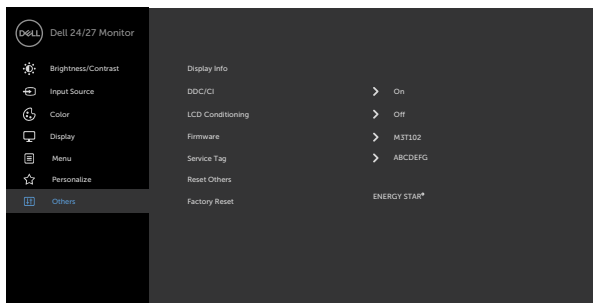 DELL Dell 24/27 Monitor
Brightness/Contrast Display Info
Input Source DDC/CI On
Color LCD Conditioning Off
Display Firmware M3T102
Menu Service Tag ABCDEFG
Personalize Reset Others
Others Factory Reset ENERGY STAR®